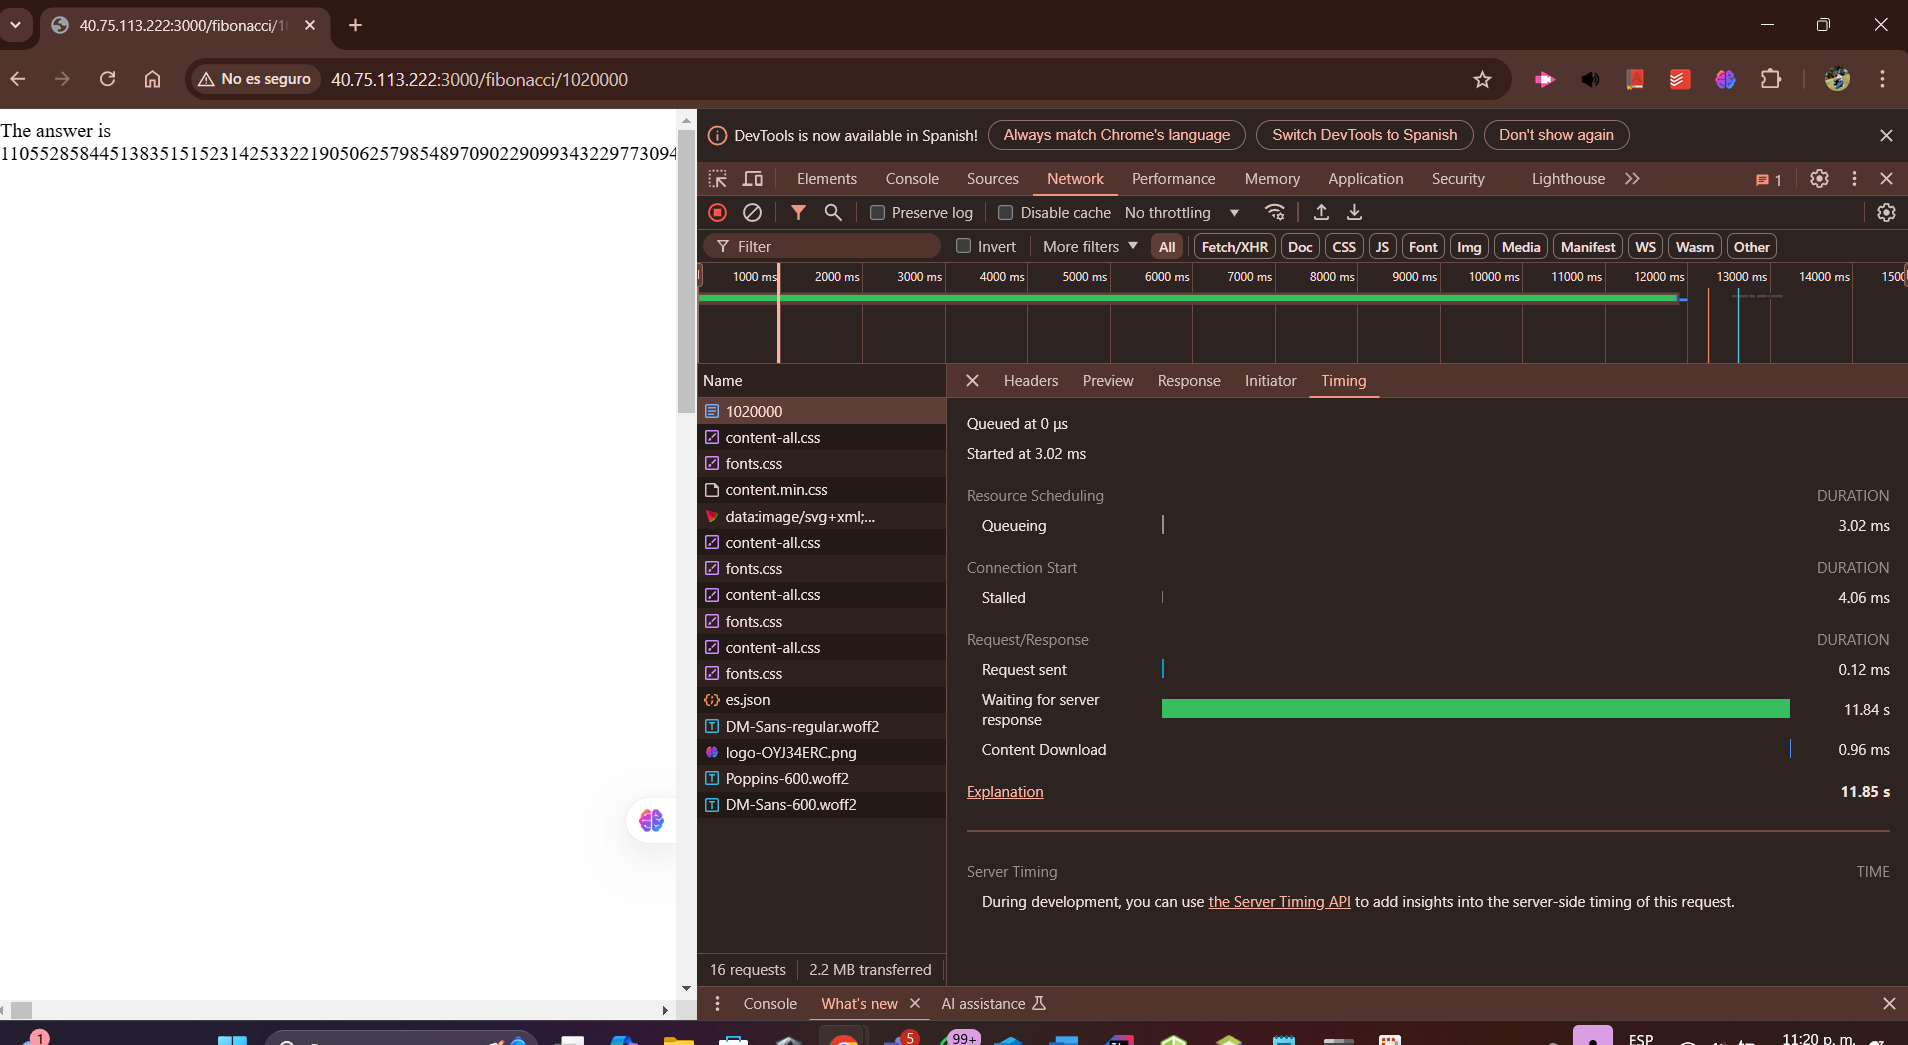 40.75.113.222:3000/fibonacci/10
No es seguro
40.75.113.222:3000/fibonacci/1020000
The answer is
11055285844513835151523142533221905062579854897090229099343229773094
DevTools is now available in Spanish!
Always match Chrome's language
Switch DevTools to Spanish
Don't show again
Elements
Console
Sources
Network
Performance
Memory
Application
Security
Lighthouse
1
Preserve log
Disable cache
No throttling
Filter
Invert
More filters
All
Fetch/XHR
Doc
CSS
JS
Font
Img
Media
Manifest
WS
Wasm
Other
1000 ms
2000 ms
3000 ms
4000 ms
5000 ms
6000 ms
7000 ms
8000 ms
9000 ms
10000 ms
11000 ms
12000 ms
13000 ms
14000 ms
1500
Name
Headers
Preview
Response
Initiator
Timing
1020000
content-all.css
fonts.css
content.min.css
data:image/svg+xml;...
content-all.css
fonts.css
content-all.css
fonts.css
content-all.css
fonts.css
es.json
DM-Sans-regular.woff2
logo-OYJ34ERC.png
Poppins-600.woff2
DM-Sans-600.woff2
Queued at 0 μs
Started at 3.02 ms
Resource Scheduling DURATION
Queueing 3.02 ms
Connection Start DURATION
Stalled 4.06 ms
Request/Response DURATION
Request sent 0.12 ms
Waiting for server
response 11.84 s
Content Download 0.96 ms
Explanation 11.85 s
Server Timing TIME
During development, you can use the Server Timing API to add insights into the server-side timing of this request.
16 requests
2.2 MB transferred
Console
What's new
AI assistance
1
5
99+
ESP
11:20 p. m.